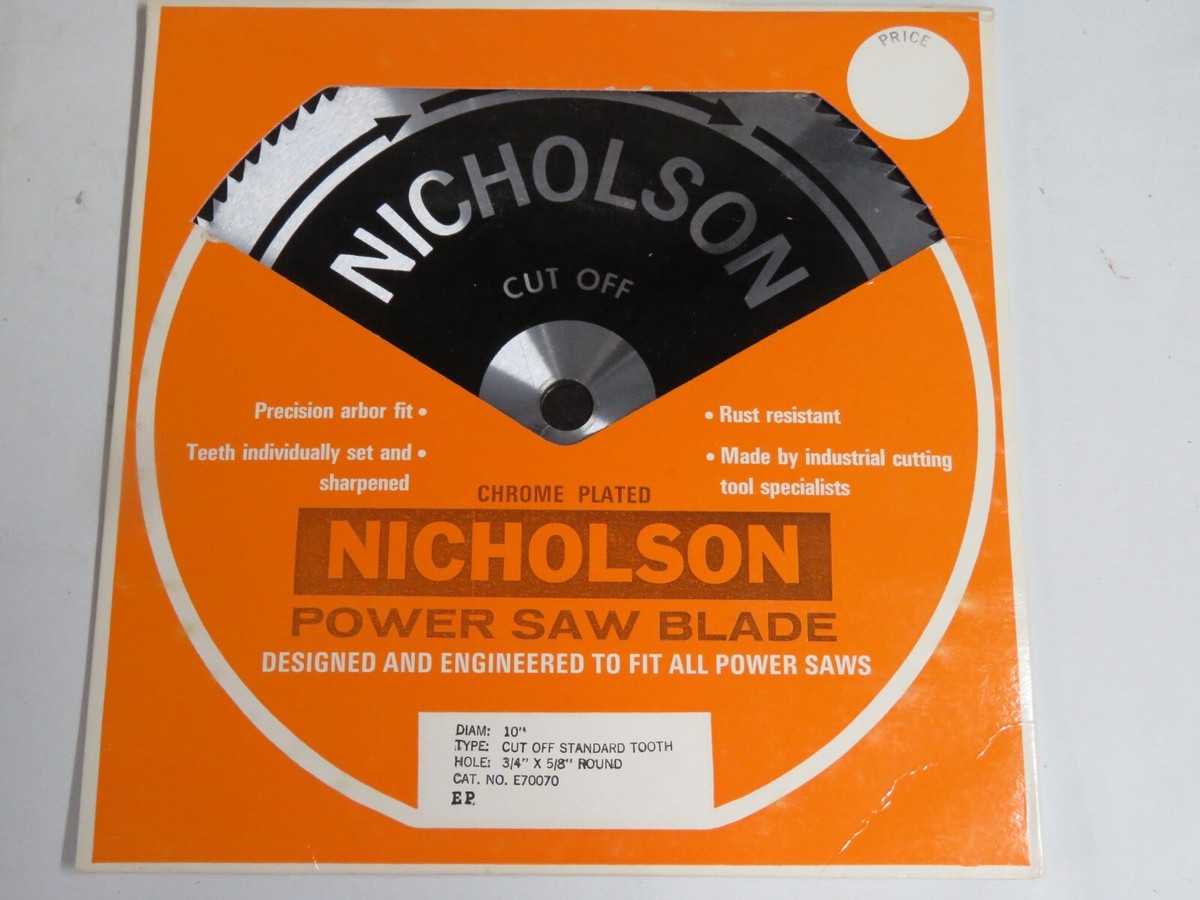 PRICE
NICHOLSON
CUT OFF
Precision arbor fit •
Teeth individually set and •
sharpened
• Rust resistant
• Made by industrial cutting
tool specialists
CHROME PLATED
NICHOLSON
POWER SAW BLADE
DESIGNED AND ENGINEERED TO FIT ALL POWER SAWS
DIAM: 10"
TYPE: CUT OFF STANDARD TOOTH
HOLE: 3/4" X 5/8" ROUND
CAT. NO. E70070
EP.